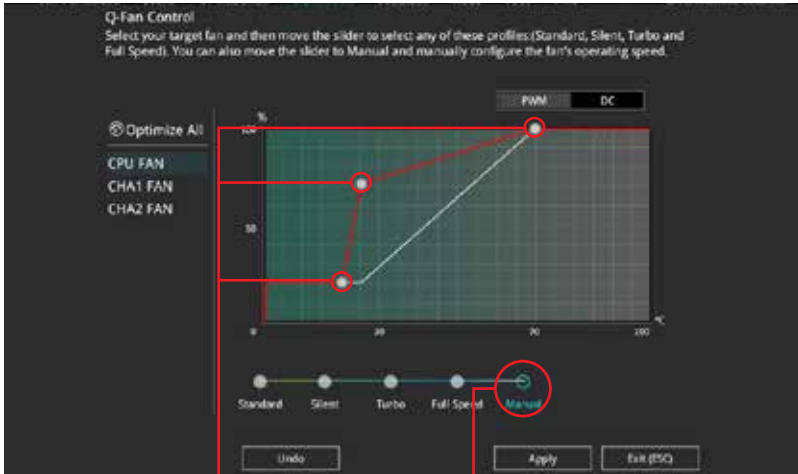 Q-Fan Control
Select your target fan and then move the slider to select any of these profiles:(Standard, Silent, Turbo and
Full Speed). You can also move the slider to Manual and manually configure the fan's operating speed.
PWM DC
%
Optimize All
100
CPU FAN
CHA1 FAN
CHA2 FAN
50
°C
0 30 70 100
Standard Silent Turbo Full Speed Manual
Undo Apply Exit (ESC)